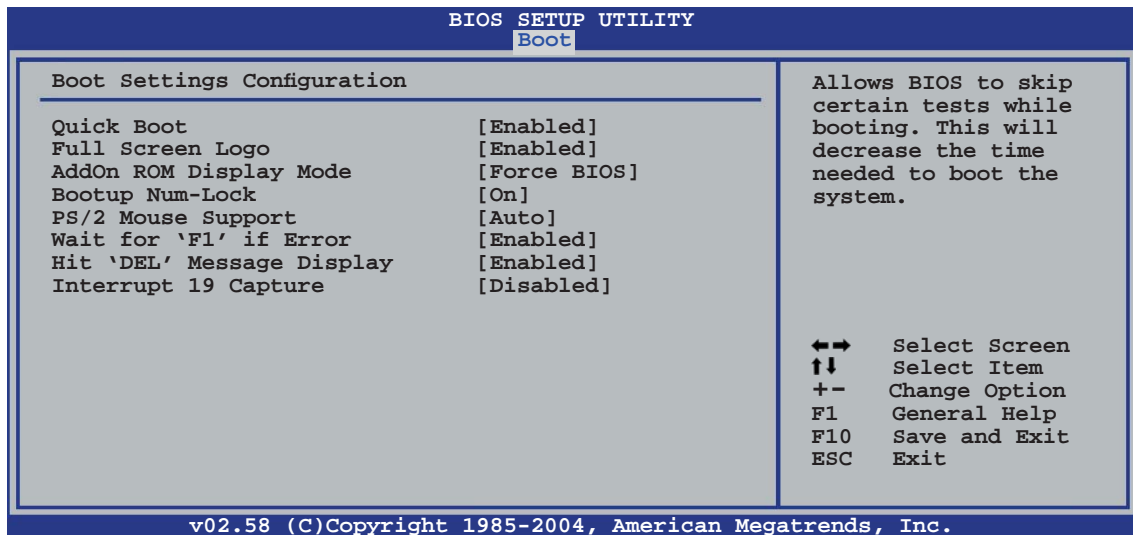 BIOS SETUP UTILITY
Boot
Boot Settings Configuration
Quick Boot [Enabled]
Full Screen Logo [Enabled]
AddOn ROM Display Mode [Force BIOS]
Bootup Num-Lock [On]
PS/2 Mouse Support [Auto]
Wait for ‘F1’ if Error [Enabled]
Hit ‘DEL’ Message Display [Enabled]
Interrupt 19 Capture [Disabled]
Allows BIOS to skip
certain tests while
booting. This will
decrease the time
needed to boot the
system.
←→ Select Screen
↑↓ Select Item
+- Change Option
F1 General Help
F10 Save and Exit
ESC Exit
v02.58 (C)Copyright 1985-2004, American Megatrends, Inc.